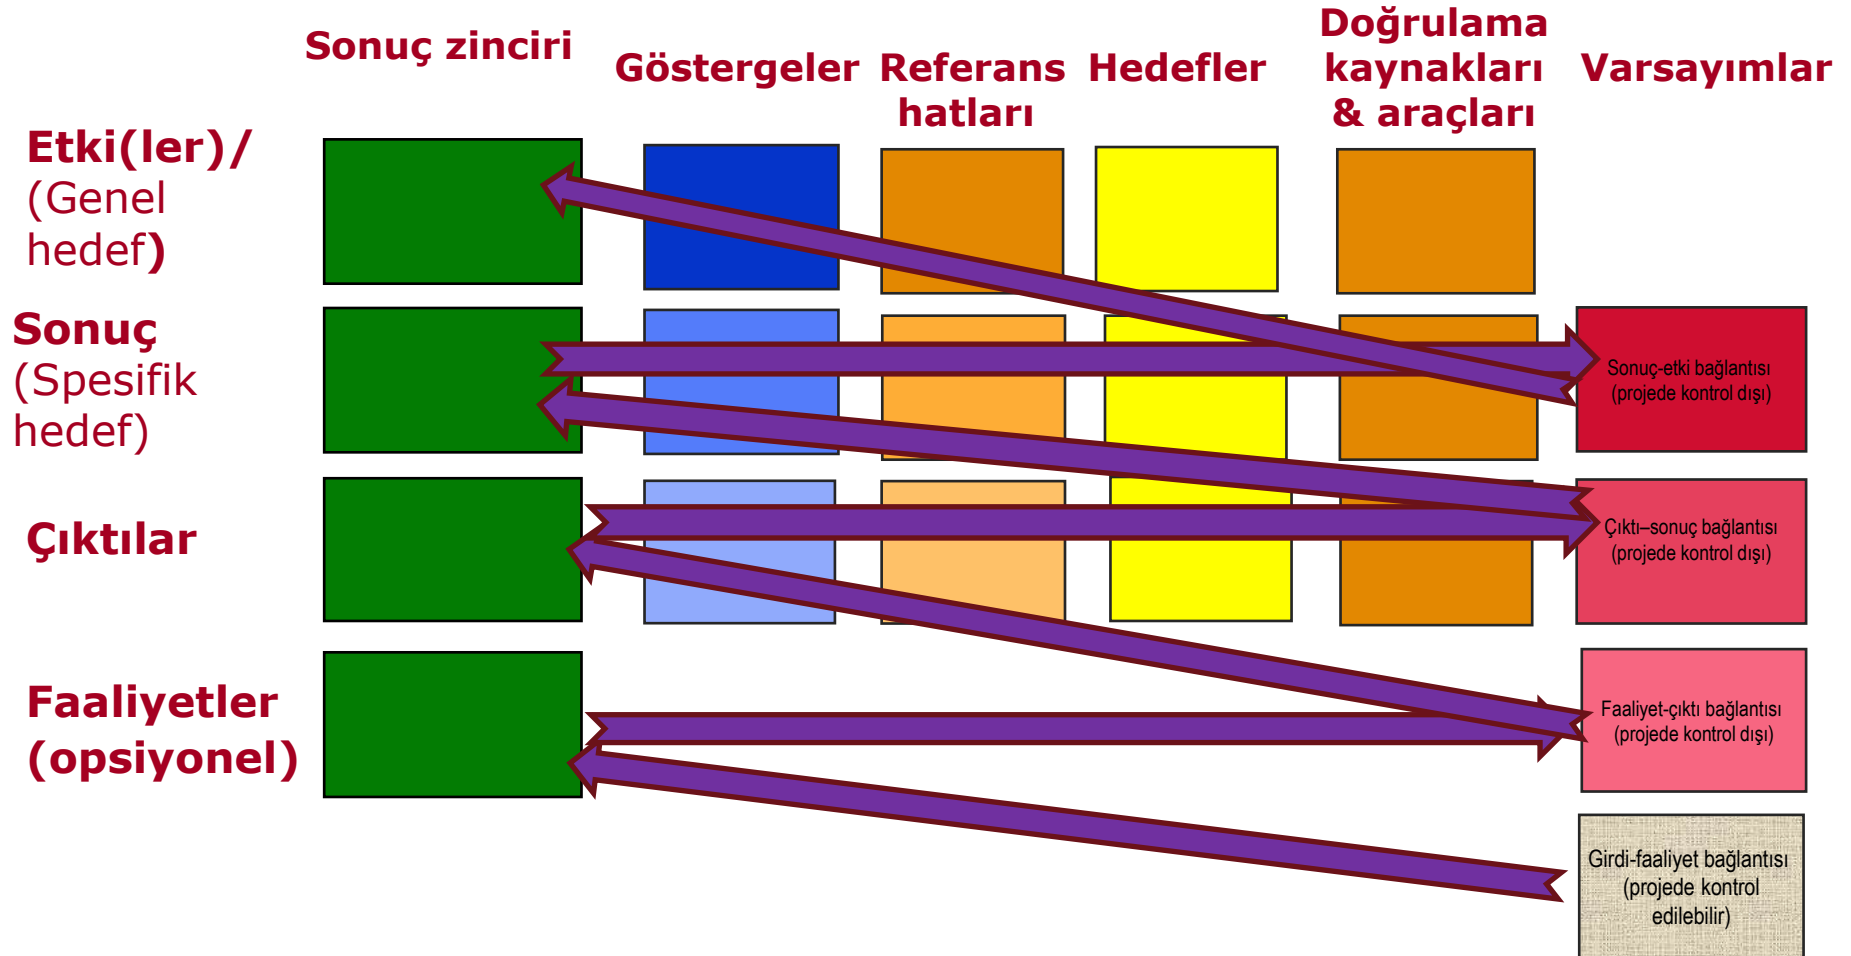 Sonuç zinciri
Göstergeler
Referans
hatları
Hedefler
Doğrulama
kaynakları
& araçları
Varsayımlar
Etki(ler)/
(Genel
hedef)
Sonuç
(Spesifik
hedef)
Sonuç-etki bağlantısı
(projede kontrol dışı)
Çıktılar
Çıktı–sonuç bağlantısı
(projede kontrol dışı)
Faaliyetler
(opsiyonel)
Faaliyet-çıktı bağlantısı
(projede kontrol dışı)
Girdi-faaliyet bağlantısı
(projede kontrol
edilebilir)